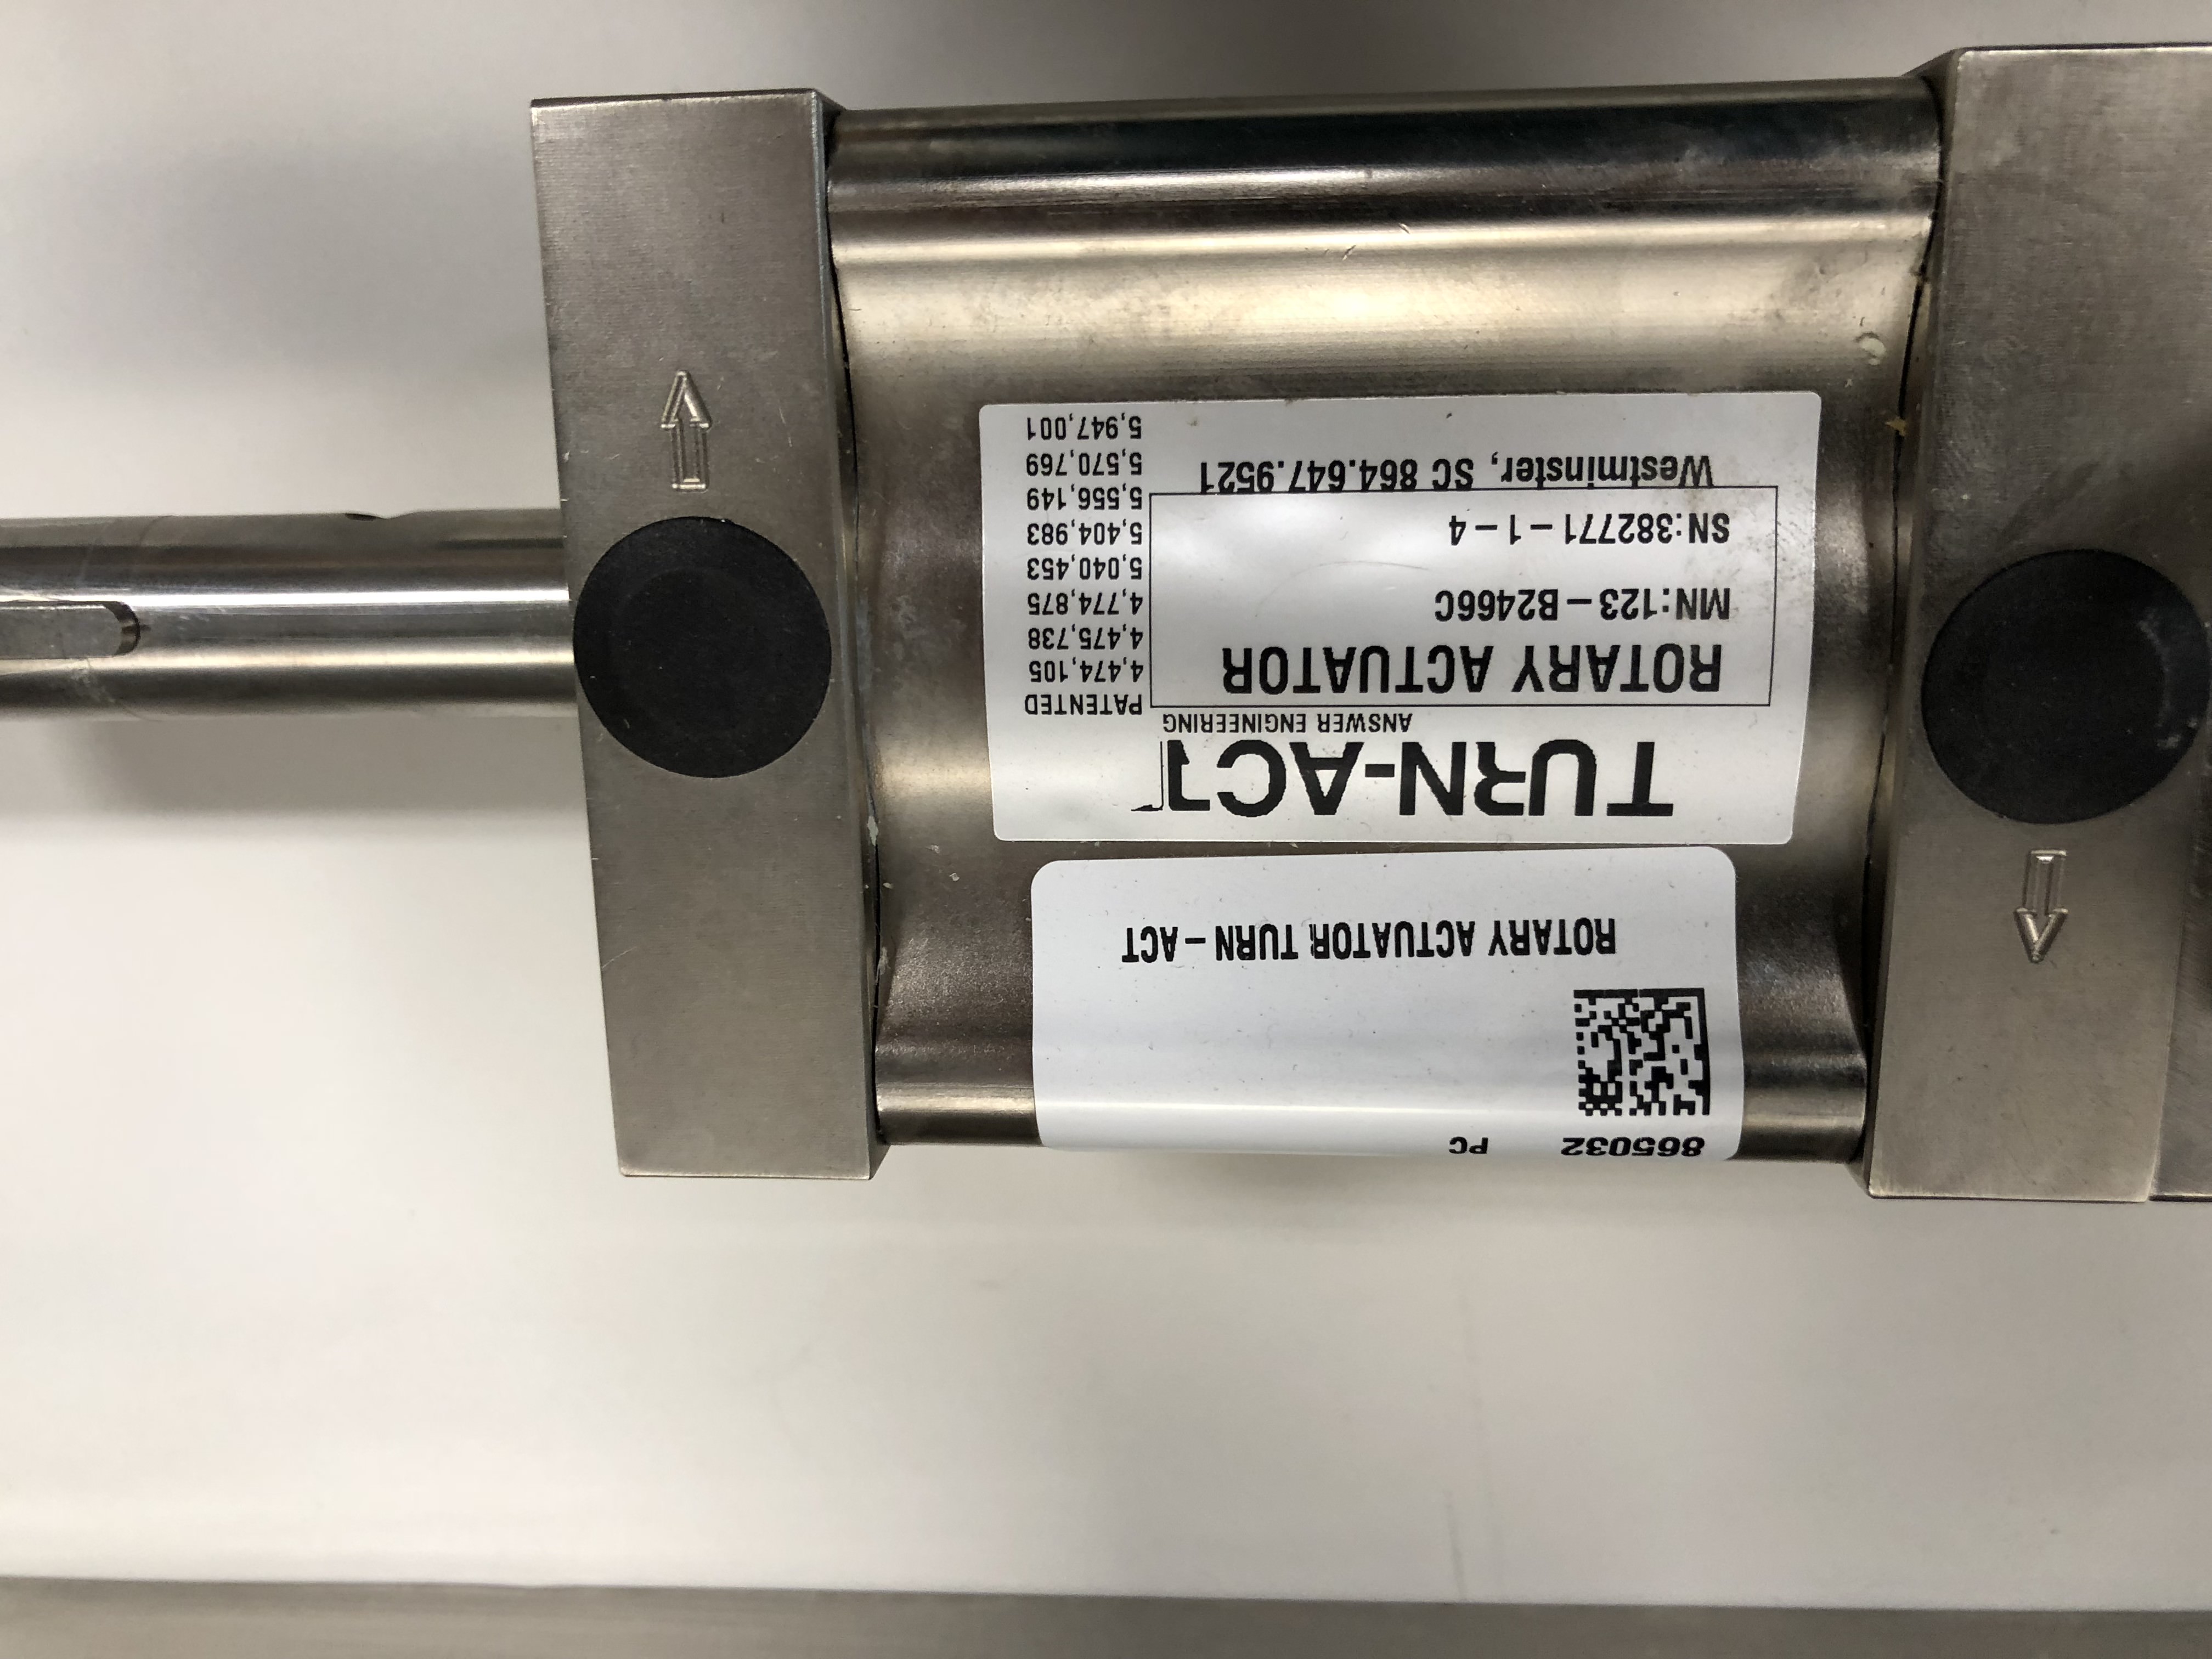 865032 PC
ROTARY ACTUATOR TURN-ACT
TURN-ACT
ANSWER ENGINEERING
ROTARY ACTUATOR
MN:123-B2466C
SN:382771-1-4
Westminster, SC 864.647.9521
PATENTED
4,474,105
4,475,738
4,774,875
5,040,453
5,404,983
5,556,149
5,570,769
5,947,001